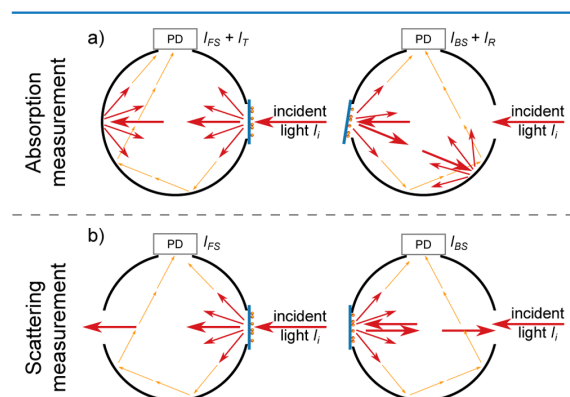 Absorption
measurement
a)
PD
I_FS + I_T
incident
light I_i
PD
I_BS + I_R
incident
light I_i
Scattering
measurement
b)
PD
I_FS
incident
light I_i
PD
I_BS
incident
light I_i